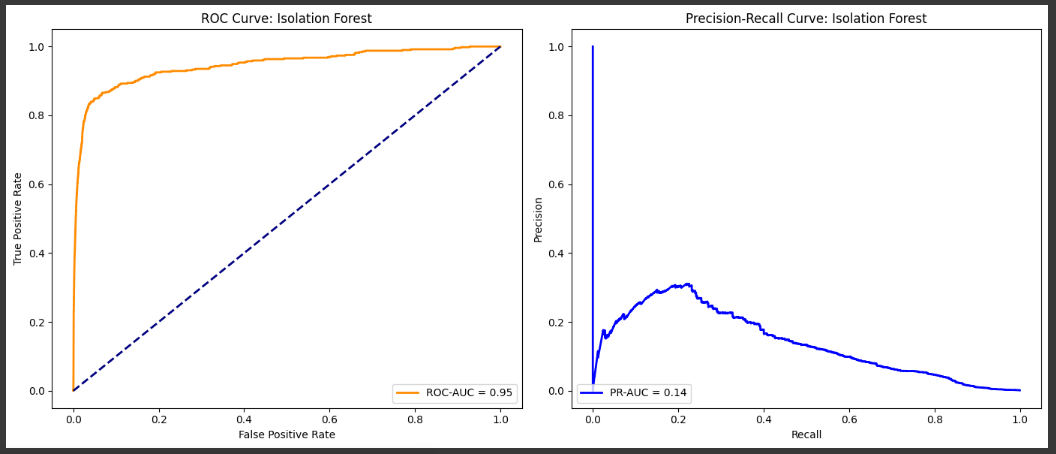 ROC Curve: Isolation Forest
1.0
0.8
0.6
0.4
0.2
0.0
True Positive Rate
0.0 0.2 0.4 0.6 0.8 1.0
False Positive Rate
ROC-AUC = 0.95
Precision-Recall Curve: Isolation Forest
1.0
0.8
0.6
0.4
0.2
0.0
Precision
0.0 0.2 0.4 0.6 0.8 1.0
Recall
PR-AUC = 0.14